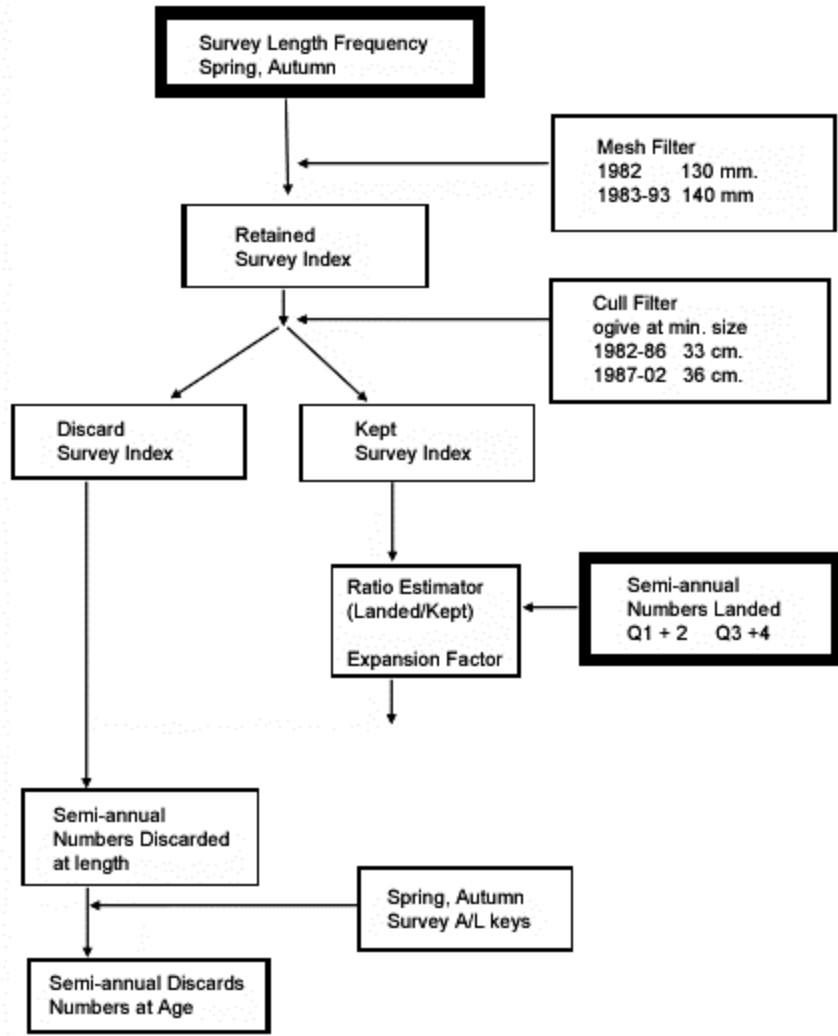 Survey Length Frequency
Spring, Autumn
Mesh Filter
1982 130 mm.
1983-93 140 mm
Retained
Survey Index
Cull Filter
ogive at min. size
1982-86 33 cm.
1987-02 36 cm.
Discard
Survey Index
Kept
Survey Index
Ratio Estimator
(Landed/Kept)
Expansion Factor
Semi-annual
Numbers Landed
Q1 + 2 Q3 +4
Semi-annual
Numbers Discarded
at length
Spring, Autumn
Survey A/L keys
Semi-annual Discards
Numbers at Age